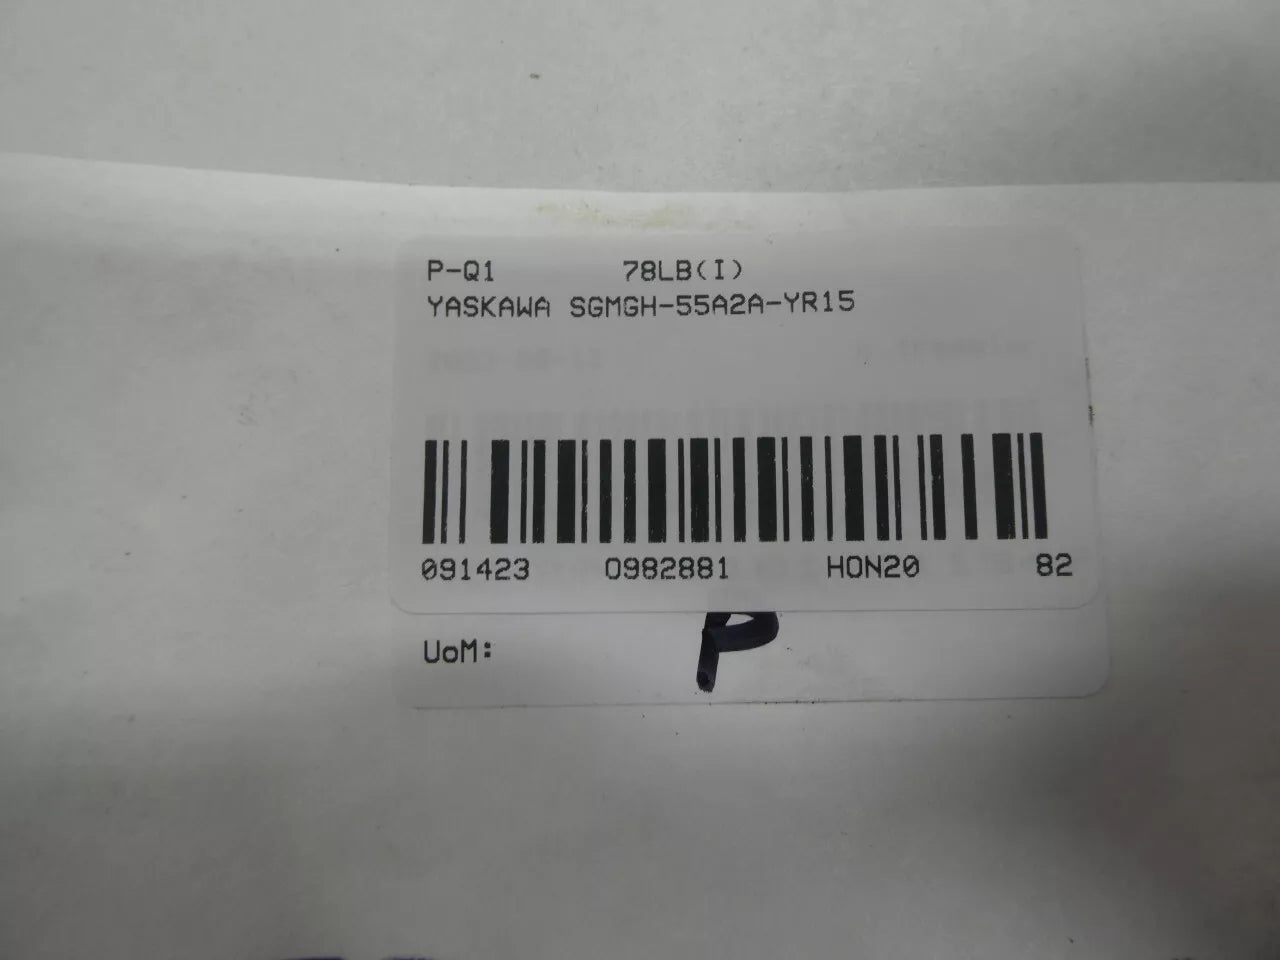 P-Q1 78LB(I)
YASKAWA SGMGH-55A2A-YR15
091423 0982881 HON20 82
UoM:
P